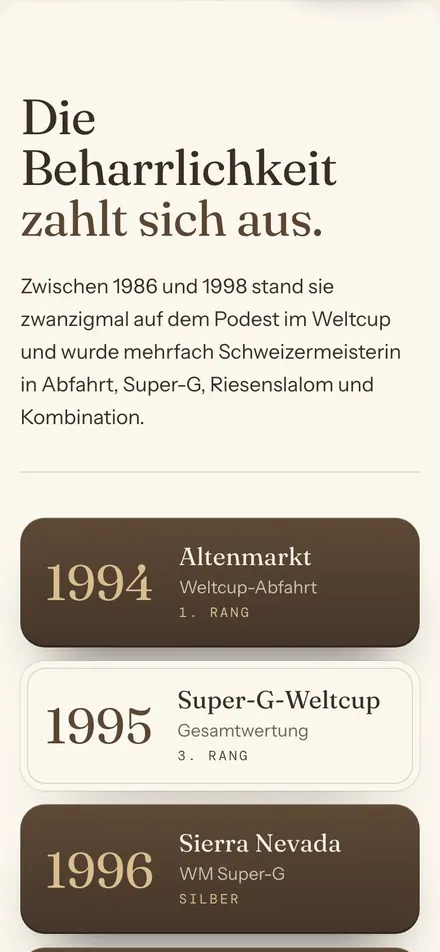 Die
Beharrlichkeit
zahlt sich aus.
Zwischen 1986 und 1998 stand sie
zwanzigmal auf dem Podest im Weltcup
und wurde mehrfach Schweizermeisterin
in Abfahrt, Super-G, Riesenslalom und
Kombination.
1994
Altenmarkt
Weltcup-Abfahrt
1. RANG
1995
Super-G-Weltcup
Gesamtwertung
3. RANG
1996
Sierra Nevada
WM Super-G
SILBER